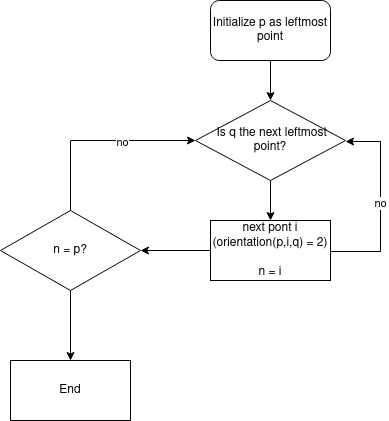 Initialize p as leftmost
point
Is q the next leftmost
point?
no
no
next pont i
(orientation(p,i,q) = 2)
n = i
n = p?
End